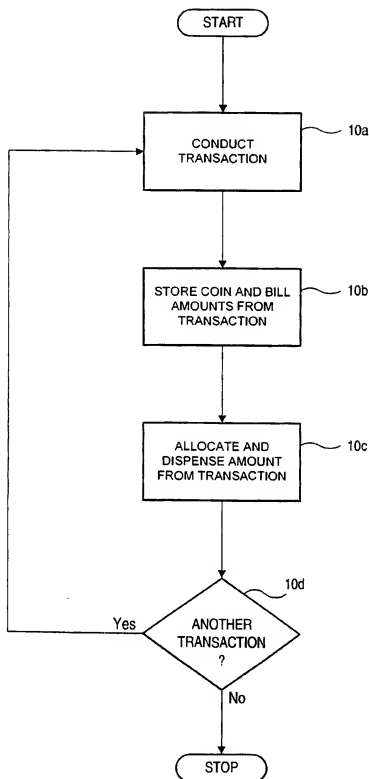 START
CONDUCT
TRANSACTION
10a
STORE COIN AND BILL
AMOUNTS FROM
TRANSACTION
10b
ALLOCATE AND
DISPENSE AMOUNT
FROM TRANSACTION
10c
10d
ANOTHER
TRANSACTION
?
Yes
No
STOP